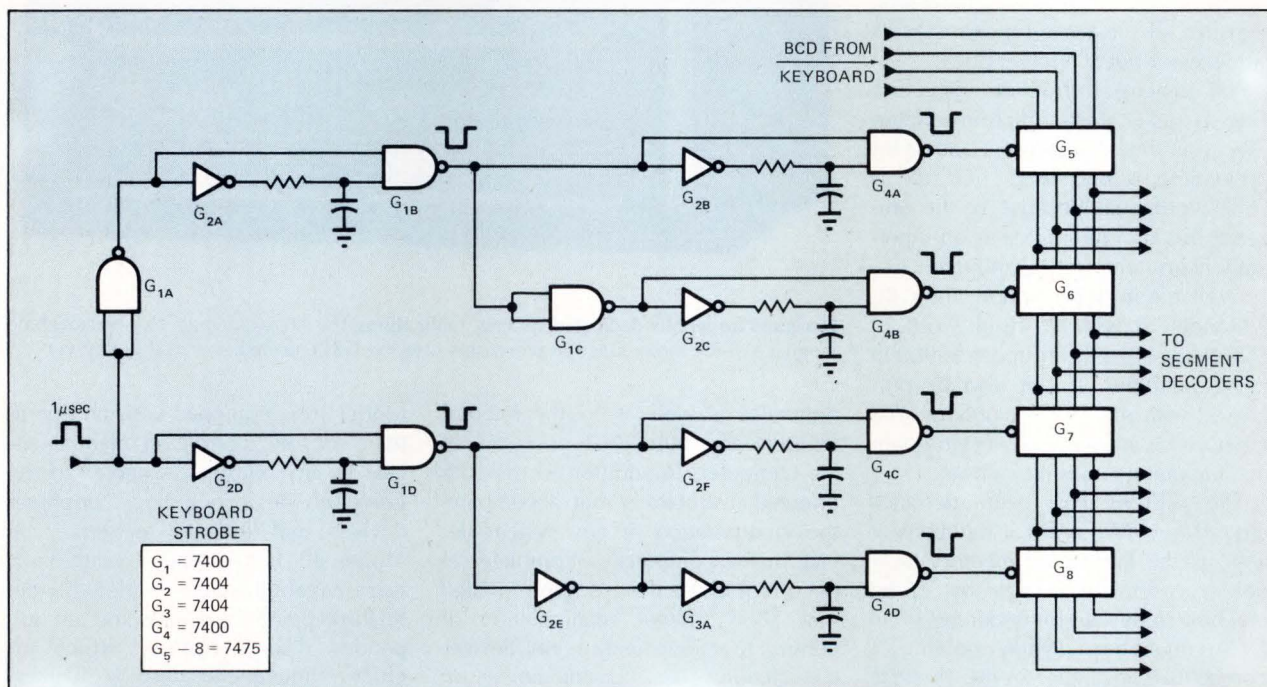 BCD FROM
KEYBOARD
G5
G2A
G1B
G2B
G4A
G1A
G6
G1C
G2C
G4B
TO
SEGMENT
DECODERS
1μsec
G7
G2D
G1D
G2F
G4C
KEYBOARD
STROBE
G1 = 7400
G2 = 7404
G3 = 7404
G4 = 7400
G5 – 8 = 7475
G8
G2E
G3A
G4D